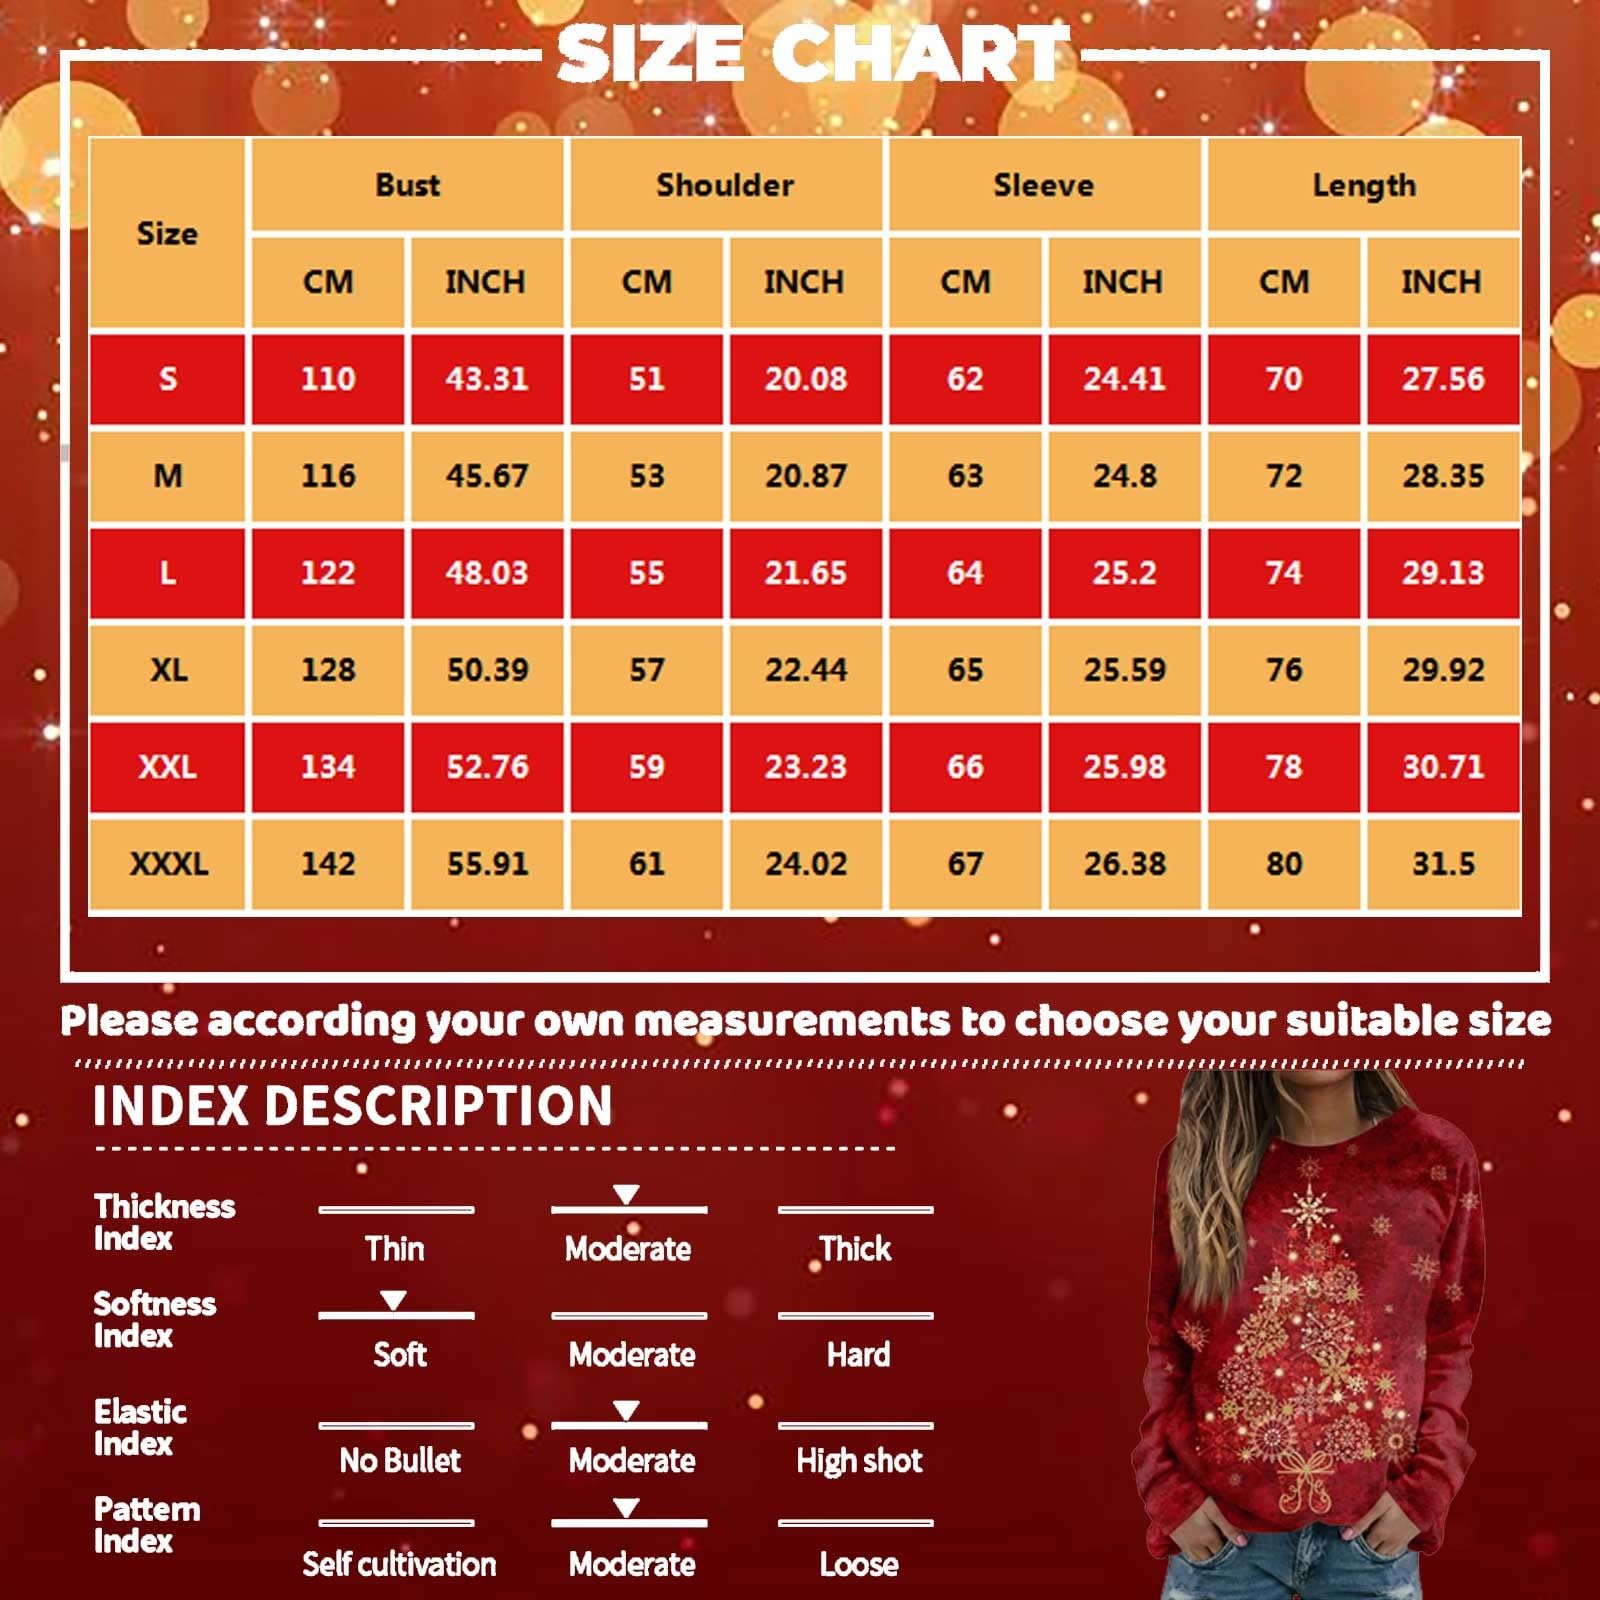 SIZE CHART
Size Bust Shoulder Sleeve Length
CM INCH CM INCH CM INCH CM INCH
S 110 43.31 51 20.08 62 24.41 70 27.56
M 116 45.67 53 20.87 63 24.8 72 28.35
L 122 48.03 55 21.65 64 25.2 74 29.13
XL 128 50.39 57 22.44 65 25.59 76 29.92
XXL 134 52.76 59 23.23 66 25.98 78 30.71
XXXL 142 55.91 61 24.02 67 26.38 80 31.5
Please according your own measurements to choose your suitable size
INDEX DESCRIPTION
Thickness
Index
Thin Moderate Thick
Softness
Index
Soft Moderate Hard
Elastic
Index
No Bullet Moderate High shot
Pattern
Index
Self cultivation Moderate Loose